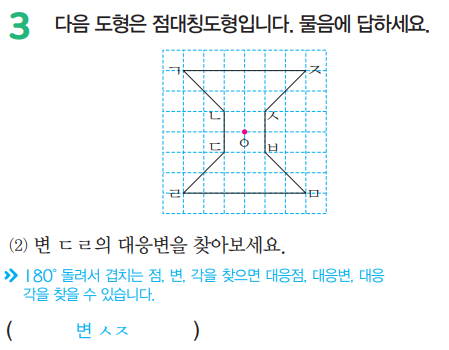 3 다음 도형은 점대칭도형입니다. 물음에 답하세요.
ㄱ ㅈ
ㄴ ㅅ
ㄷ ㅇ ㅂ
ㄹ ㅁ
(2) 변 ㄷㄹ의 대응변을 찾아보세요.
180° 돌려서 겹치는 점, 변, 각을 찾으면 대응점, 대응변, 대응
각을 찾을 수 있습니다.
( 변 ㅅㅈ )